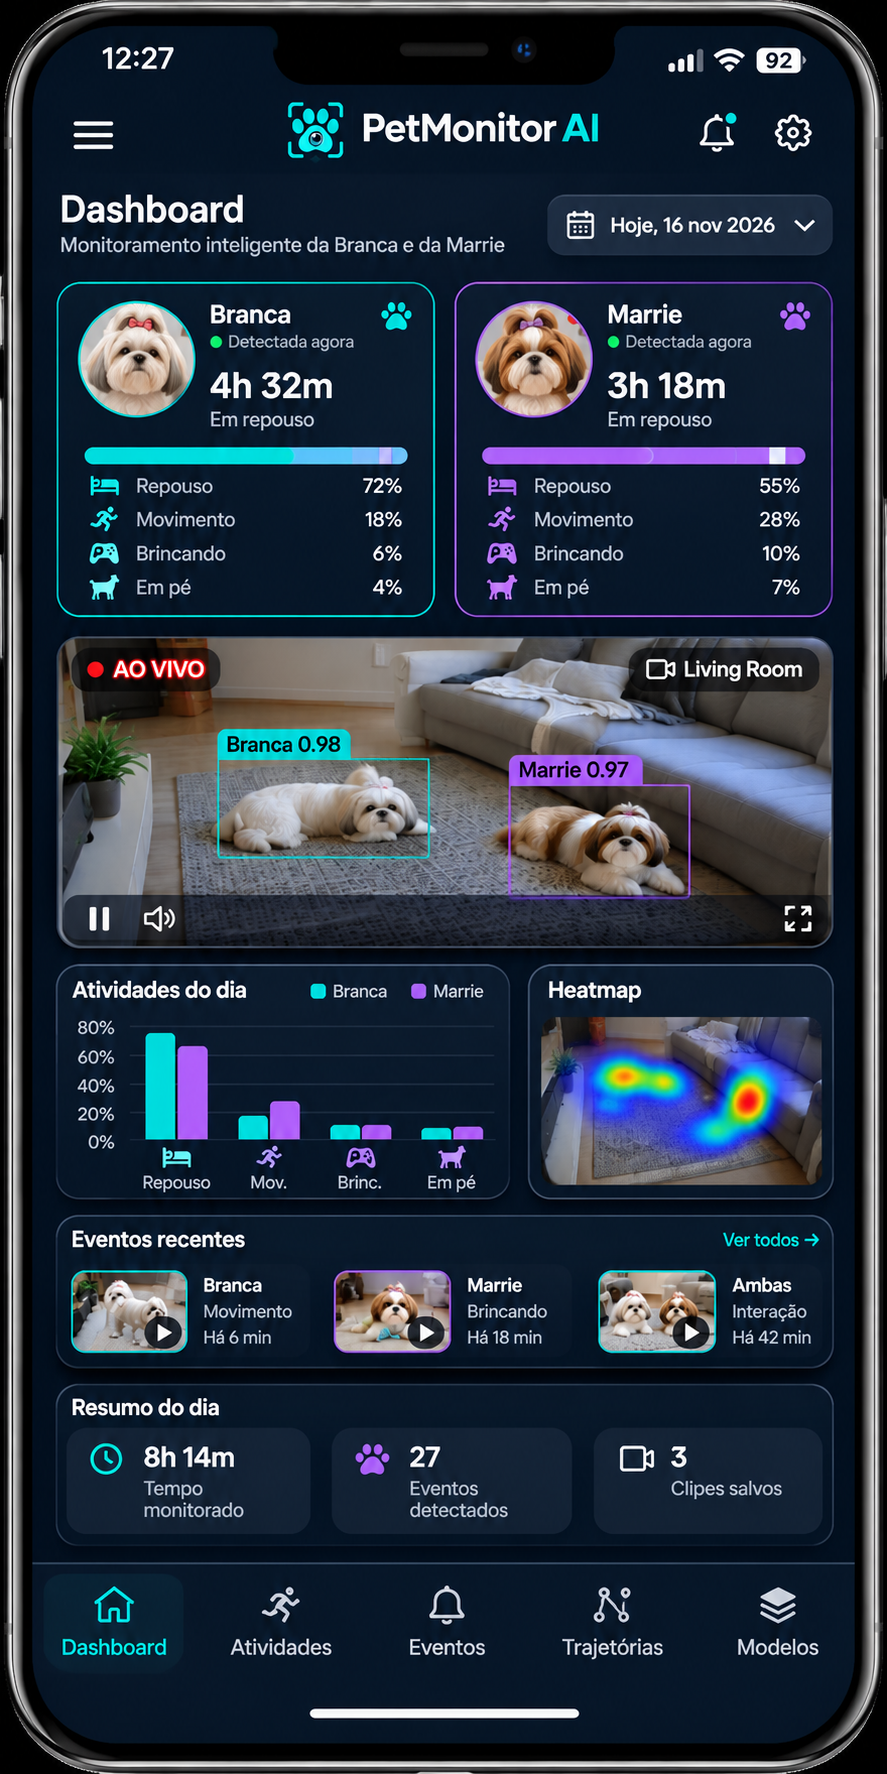 12:27
92
PetMonitor AI
Dashboard
Monitoramento inteligente da Branca e da Marrie
Hoje, 16 nov 2026
Branca
Detectada agora
4h 32m
Em repouso
Repouso 72%
Movimento 18%
Brincando 6%
Em pé 4%
Marrie
Detectada agora
3h 18m
Em repouso
Repouso 55%
Movimento 28%
Brincando 10%
Em pé 7%
AO VIVO
Living Room
Branca 0.98
Marrie 0.97
Atividades do dia
Branca
Marrie
80%
60%
40%
20%
0%
Repouso
Mov.
Brinc.
Em pé
Heatmap
Eventos recentes
Ver todos →
Branca
Movimento
Há 6 min
Marrie
Brincando
Há 18 min
Ambas
Interação
Há 42 min
Resumo do dia
8h 14m
Tempo
monitorado
27
Eventos
detectados
3
Clipes salvos
Dashboard
Atividades
Eventos
Trajetórias
Modelos